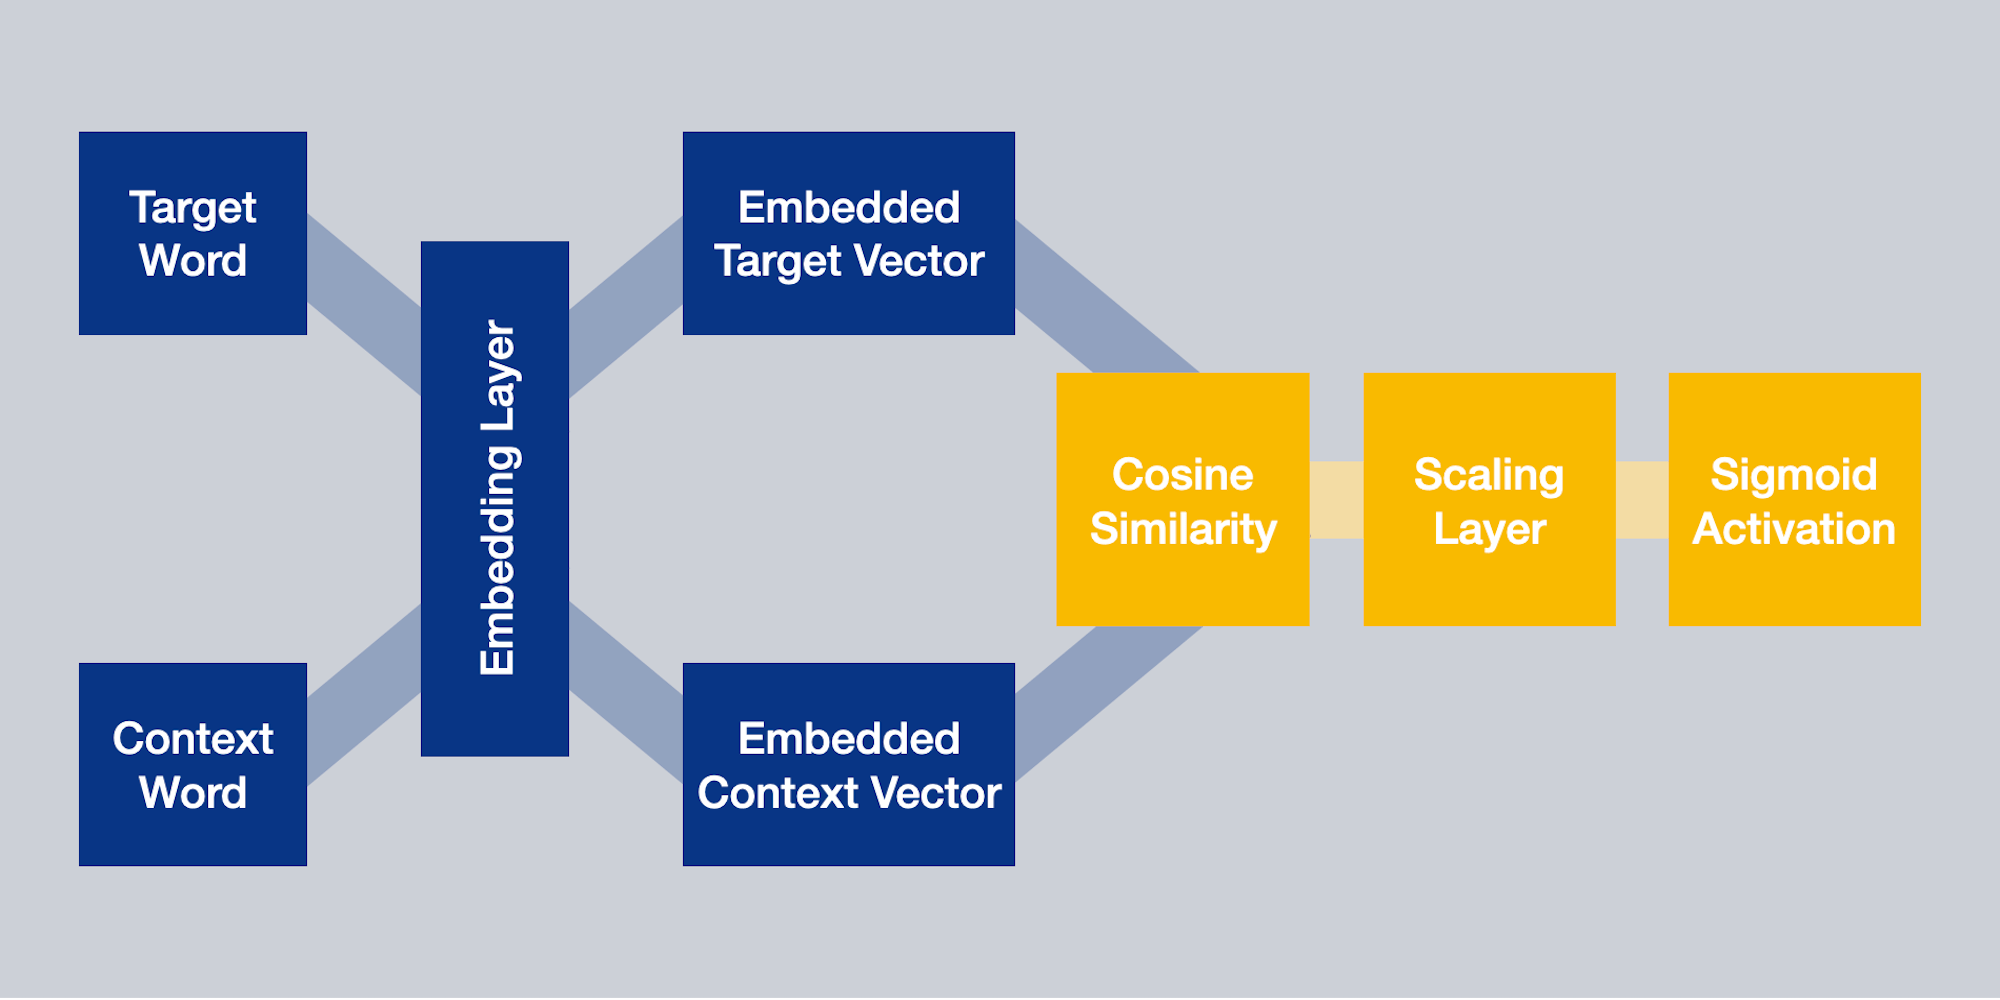 Target
Word
Context
Word
Embedding Layer
Embedded
Target Vector
Embedded
Context Vector
Cosine
Similarity
Scaling
Layer
Sigmoid
Activation